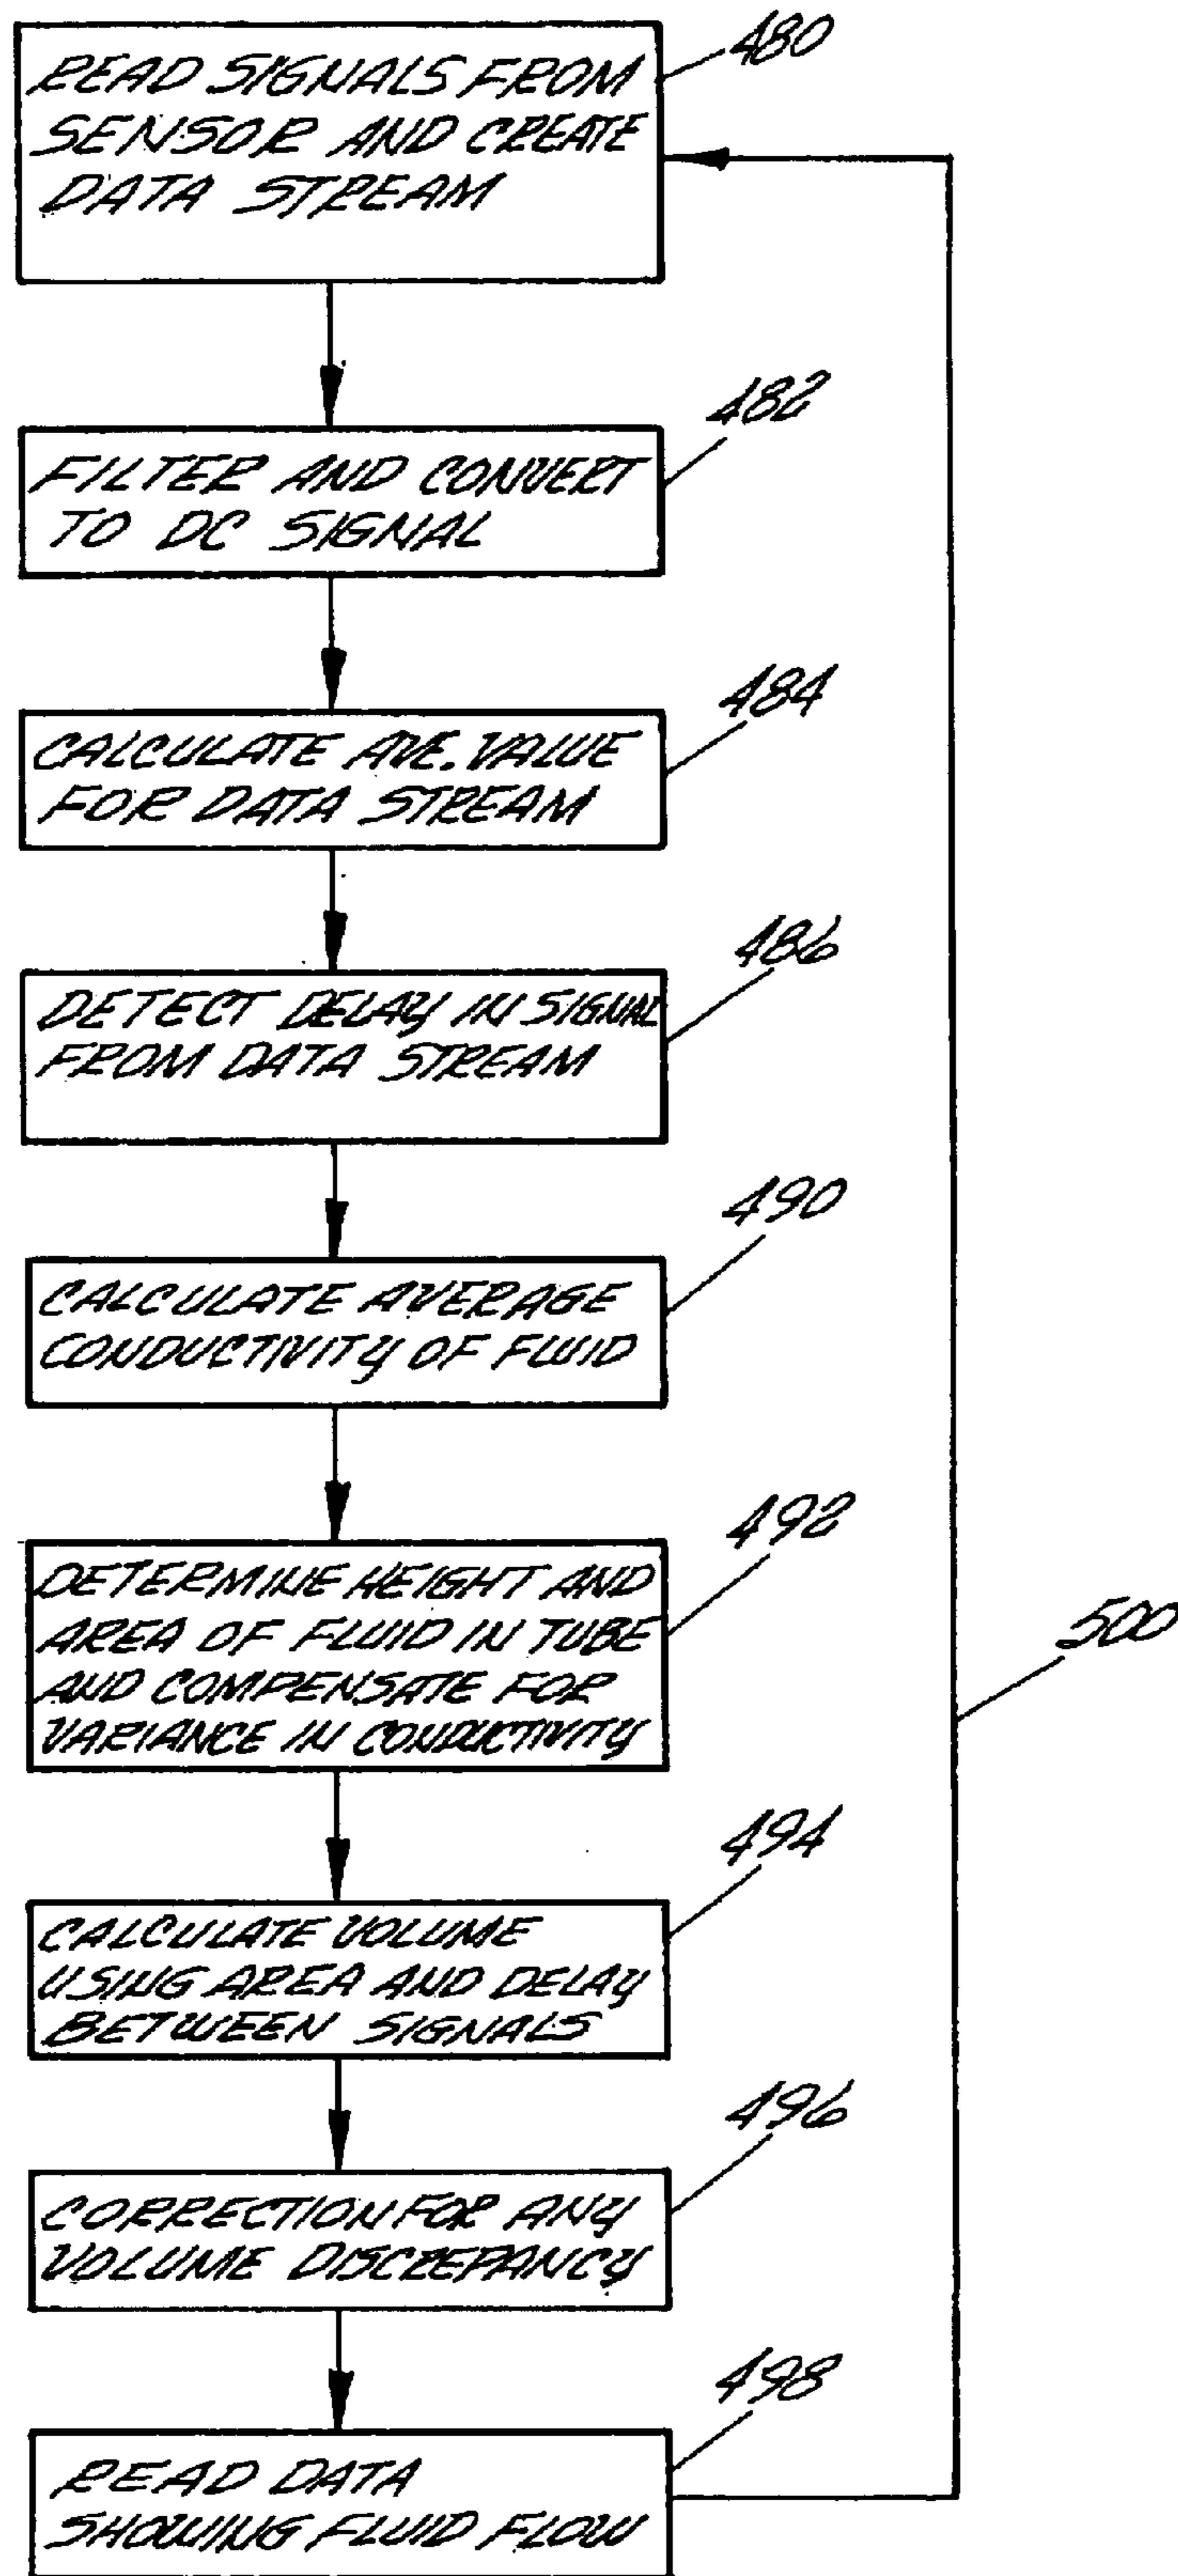 READ SIGNALS FROM
SENSOR AND CREATE
DATA STREAM
480
FILTER AND CONVERT
TO DC SIGNAL
482
CALCULATE AVE. VALUE
FOR DATA STREAM
484
DETECT DELAY IN SIGNAL
FROM DATA STREAM
486
CALCULATE AVERAGE
CONDUCTIVITY OF FLUID
490
DETERMINE HEIGHT AND
AREA OF FLUID IN TUBE
AND COMPENSATE FOR
VARIANCE IN CONDUCTIVITY
492
500
CALCULATE VOLUME
USING AREA AND DELAY
BETWEEN SIGNALS
494
CORRECTION FOR ANY
VOLUME DISCREPANCY
496
READ DATA
SHOWING FLUID FLOW
498